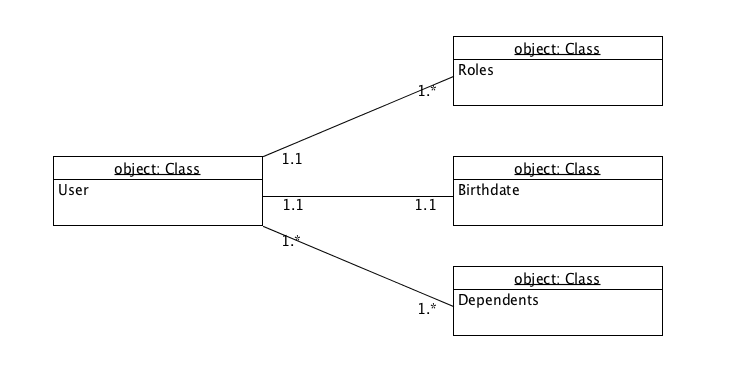 object: Class
Roles
1.*
object: Class
User
1.1
object: Class
Birthdate
1.1
1.1
1.*
object: Class
Dependents
1.*